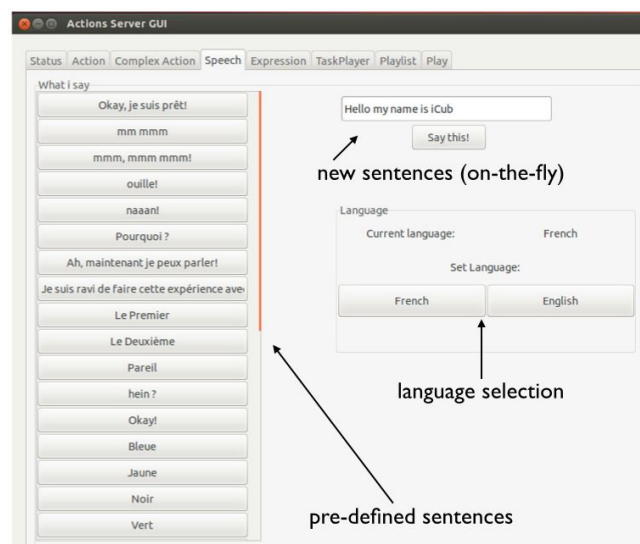 Actions Server GUI
Status Action Complex Action Speech Expression TaskPlayer Playlist Play
What i say
Okay, je suis prêt!
mm mmm
mmm, mmm mmm!
ouille!
naaan!
Pourquoi ?
Ah, maintenant je peux parler!
Je suis ravi de faire cette expérience ave
Le Premier
Le Deuxième
Pareil
hein ?
Okay!
Bleue
Jaune
Noir
Vert
Hello my name is iCub
Say this!
new sentences (on-the-fly)
Language
Current language: French
Set Language:
French English
language selection
pre-defined sentences